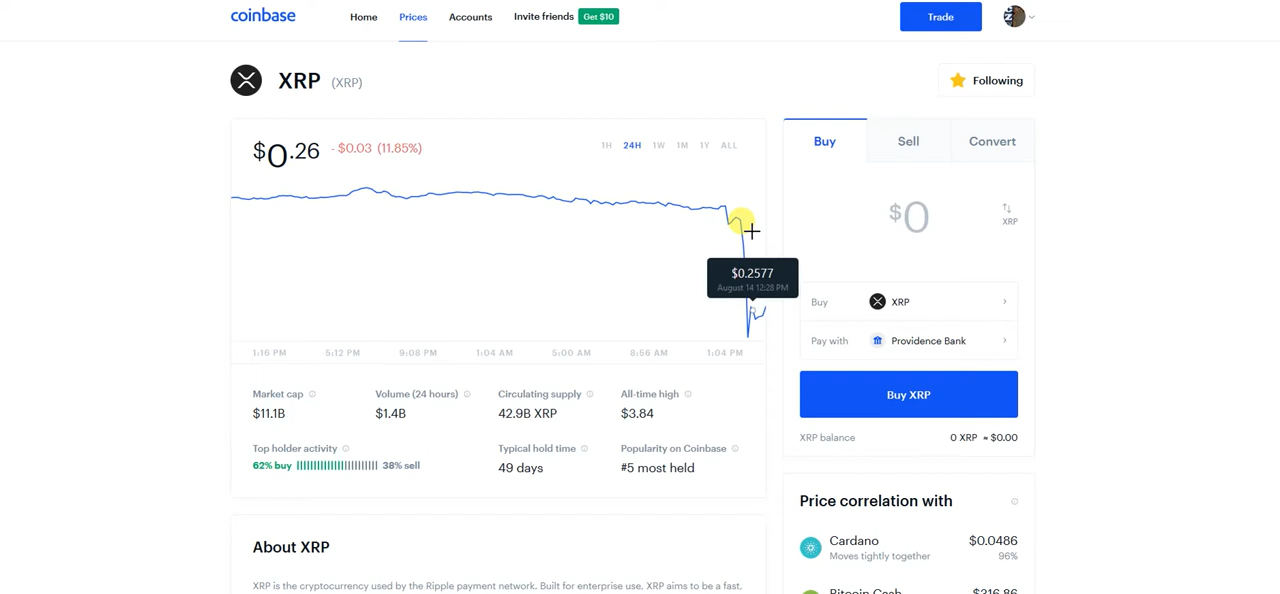 coinbase Home Prices Accounts Invite friends Get $10 Trade
XRP (XRP) Following
$0.26 - $0.03 (11.85%) 1H 24H 1W 1M 1Y ALL
$0.2577
August 14 12:28 PM
1:16 PM 5:12 PM 9:08 PM 1:04 AM 5:00 AM 8:56 AM 1:04 PM
Market cap Volume (24 hours) Circulating supply All-time high
$11.1B $1.4B 42.9B XRP $3.84
Top holder activity Typical hold time Popularity on Coinbase
62% buy 38% sell 49 days #5 most held
About XRP
XRP is the cryptocurrency used by the Ripple payment network. Built for enterprise use, XRP aims to be a fast,
Buy Sell Convert
$0 XRP
Buy XRP
Pay with Providence Bank
Buy XRP
XRP balance 0 XRP ≈ $0.00
Price correlation with
Cardano $0.0486
Moves tightly together 96%
Bitcoin Cash $316.86